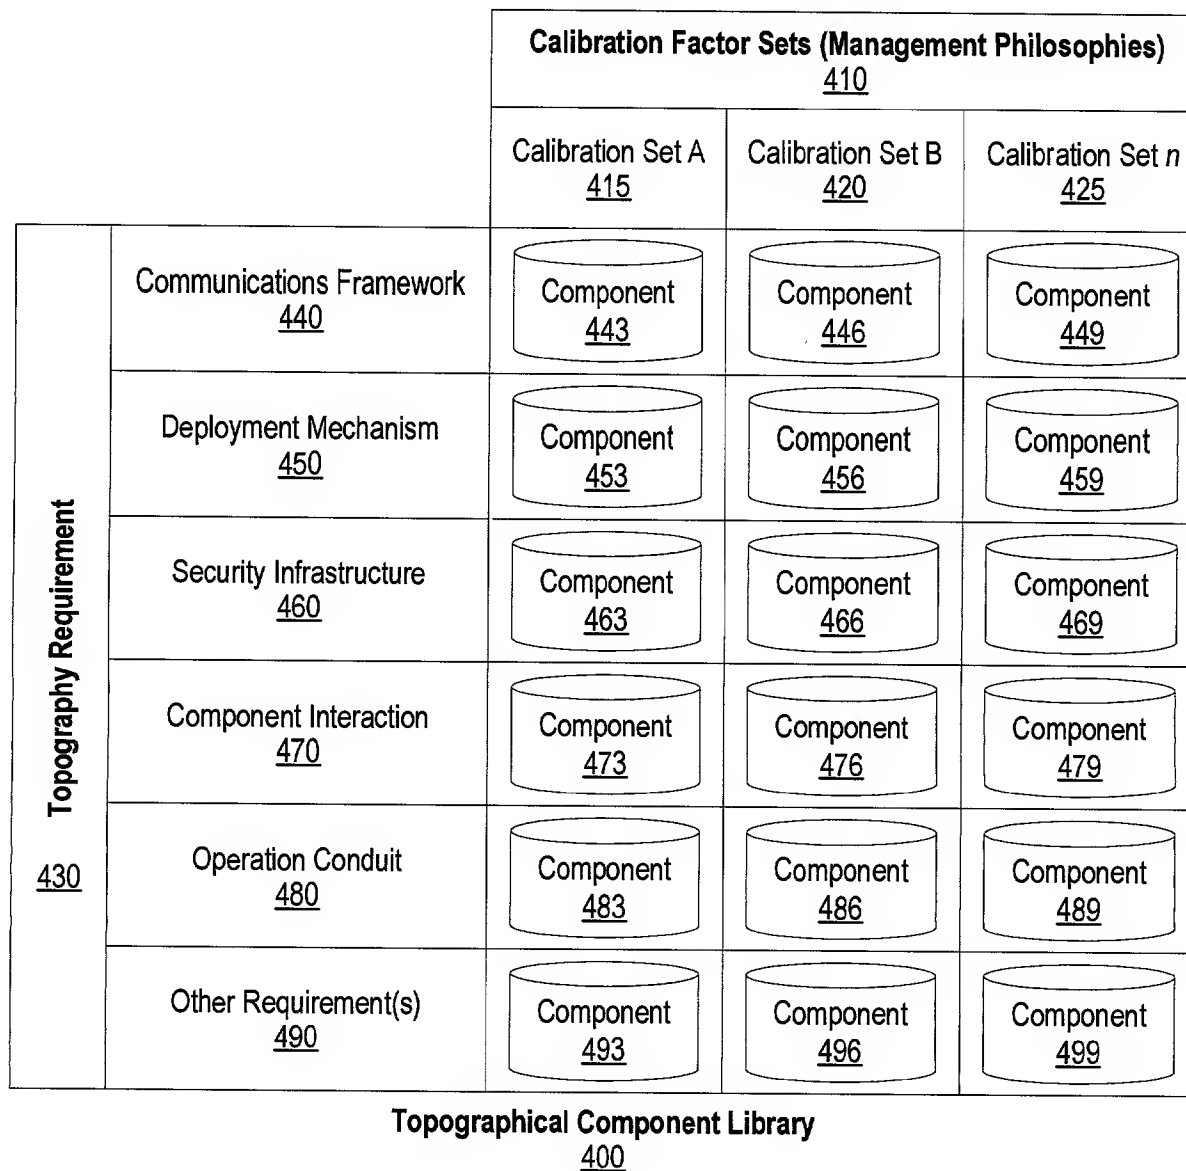 Calibration Factor Sets (Management Philosophies)
410
Calibration Set A
415
Calibration Set B
420
Calibration Set n
425
Topography Requirement
430
Communications Framework
440
Component
443
Component
446
Component
449
Deployment Mechanism
450
Component
453
Component
456
Component
459
Security Infrastructure
460
Component
463
Component
466
Component
469
Component Interaction
470
Component
473
Component
476
Component
479
Operation Conduit
480
Component
483
Component
486
Component
489
Other Requirement(s)
490
Component
493
Component
496
Component
499
Topographical Component Library
400